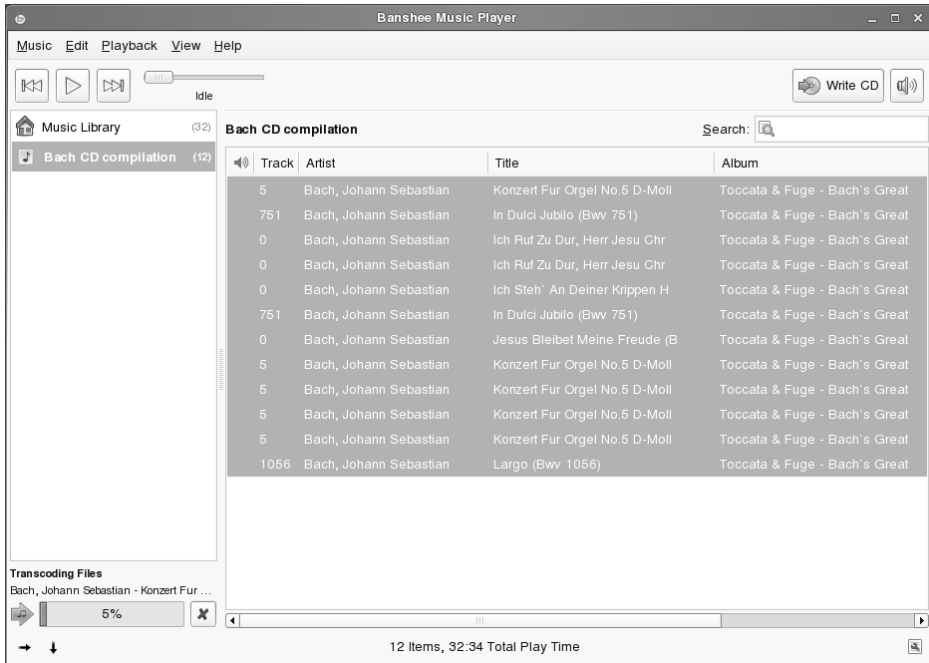 Banshee Music Player
Music Edit Playback View Help
Idle
Write CD
Music Library (32)
Bach CD compilation (12)
Bach CD compilation
Search:
Track Artist Title Album
5 Bach, Johann Sebastian Konzert Fur Orgel No.5 D-Moll Toccata & Fuge - Bach`s Great
751 Bach, Johann Sebastian In Dulci Jubilo (Bwv 751) Toccata & Fuge - Bach`s Great
0 Bach, Johann Sebastian Ich Ruf Zu Dur, Herr Jesu Chr Toccata & Fuge - Bach`s Great
0 Bach, Johann Sebastian Ich Ruf Zu Dur, Herr Jesu Chr Toccata & Fuge - Bach`s Great
0 Bach, Johann Sebastian Ich Steh` An Deiner Krippen H Toccata & Fuge - Bach`s Great
751 Bach, Johann Sebastian In Dulci Jubilo (Bwv 751) Toccata & Fuge - Bach`s Great
0 Bach, Johann Sebastian Jesus Bleibet Meine Freude (B Toccata & Fuge - Bach`s Great
5 Bach, Johann Sebastian Konzert Fur Orgel No.5 D-Moll Toccata & Fuge - Bach`s Great
5 Bach, Johann Sebastian Konzert Fur Orgel No.5 D-Moll Toccata & Fuge - Bach`s Great
5 Bach, Johann Sebastian Konzert Fur Orgel No.5 D-Moll Toccata & Fuge - Bach`s Great
5 Bach, Johann Sebastian Konzert Fur Orgel No.5 D-Moll Toccata & Fuge - Bach`s Great
1056 Bach, Johann Sebastian Largo (Bwv 1056) Toccata & Fuge - Bach`s Great
Transcoding Files
Bach, Johann Sebastian - Konzert Fur ...
5%
12 Items, 32:34 Total Play Time